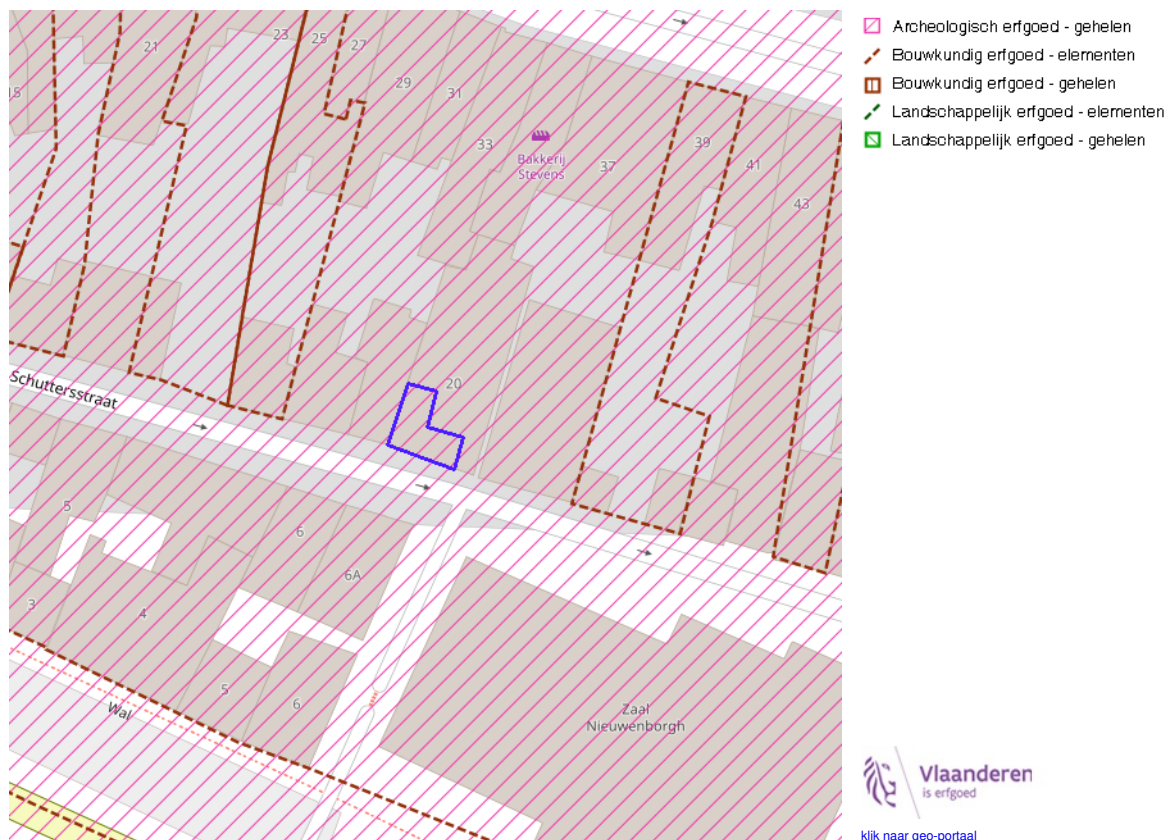 21
23
25
27
29
31
33
Bakkerij
Stevens
37
39
41
43
15
20
Schuttersstraat
5
6
6A
3
4
5
6
Wal
Zaal
Nieuwenborgh
Archeologisch erfgoed - gehelen
Bouwkundig erfgoed - elementen
Bouwkundig erfgoed - gehelen
Landschappelijk erfgoed - elementen
Landschappelijk erfgoed - gehelen
Vlaanderen
is erfgoed
klik naar geo-portaal